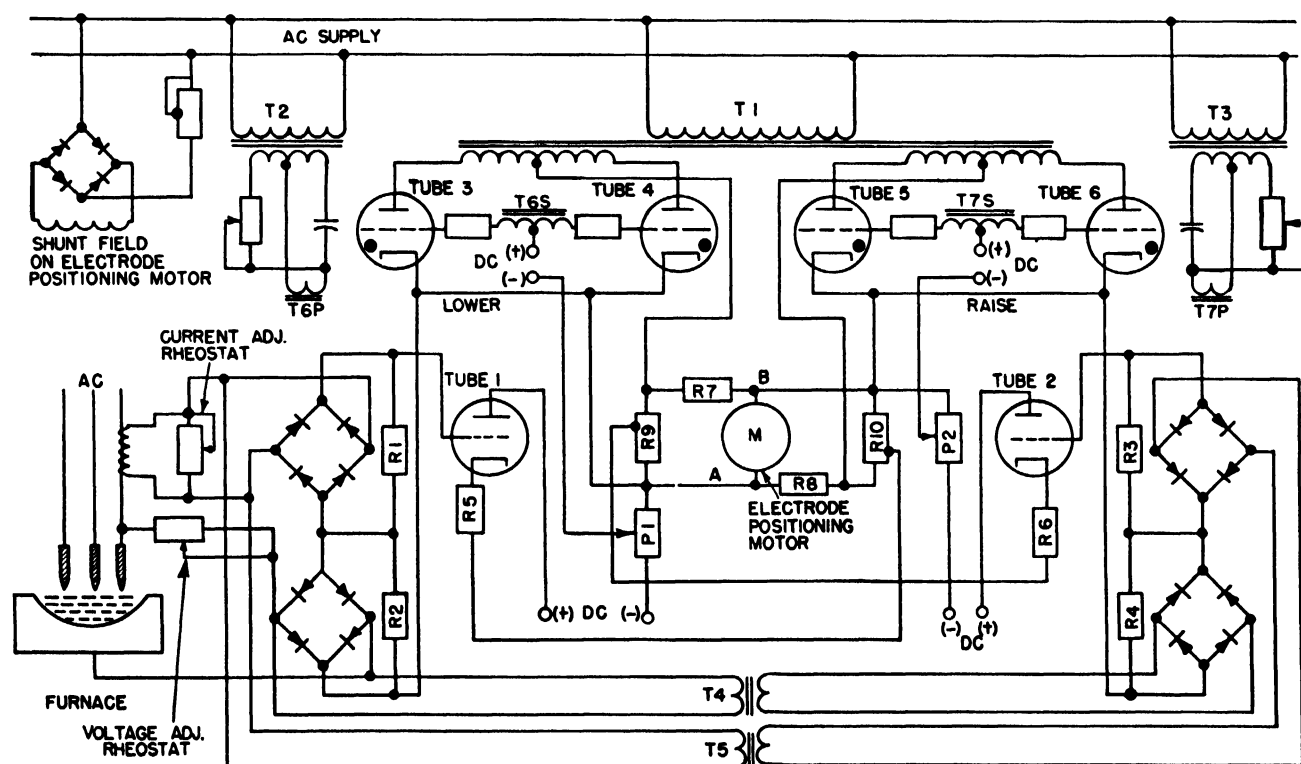 AC SUPPLY
T2
T1
T3
TUBE 3
T6S
TUBE 4
TUBE 5
T7S
TUBE 6
SHUNT FIELD
ON ELECTRODE
POSITIONING MOTOR
(+)
DC
(-)
(+)
DC
(-)
T6P
LOWER
RAISE
T7P
CURRENT ADJ.
RHEOSTAT
AC
TUBE 1
B
TUBE 2
R7
R1
R9
M
R10
P2
R3
A
R8
R5
P1
ELECTRODE
POSITIONING
MOTOR
R6
R2
(+) DC (-)
(-) (+)
DC
R4
FURNACE
T4
VOLTAGE ADJ.
RHEOSTAT
T5